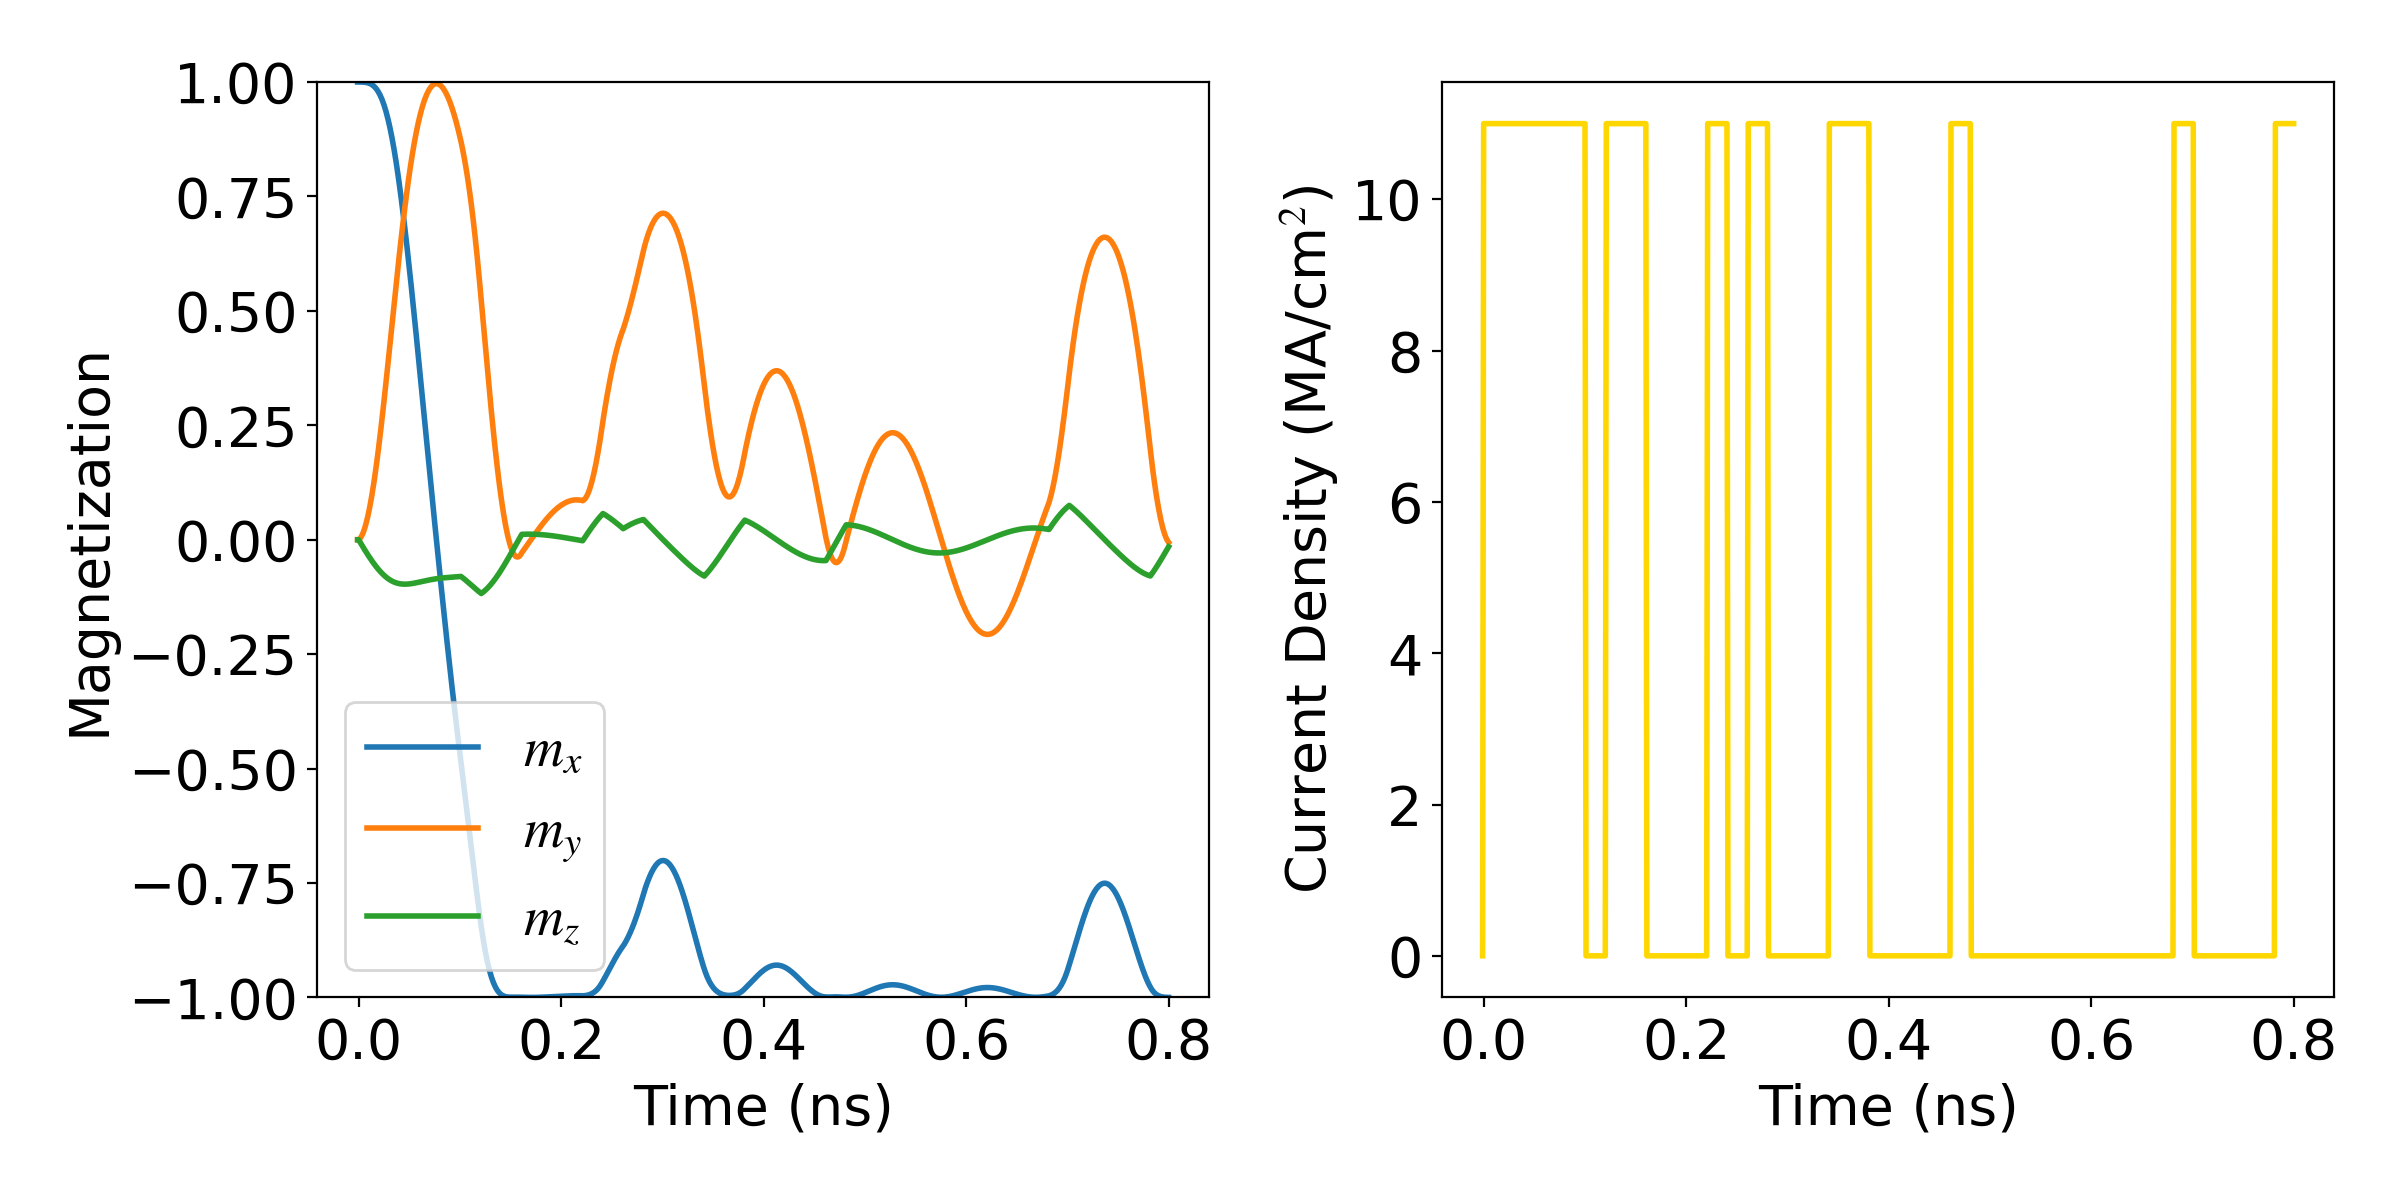 1.00
0.75
0.50
0.25
0.00
−0.25
−0.50
−0.75
−1.00
Magnetization
m_x
m_y
m_z
0.0 0.2 0.4 0.6 0.8
Time (ns)
10
8
6
4
2
0
Current Density (MA/cm²)
0.0 0.2 0.4 0.6 0.8
Time (ns)